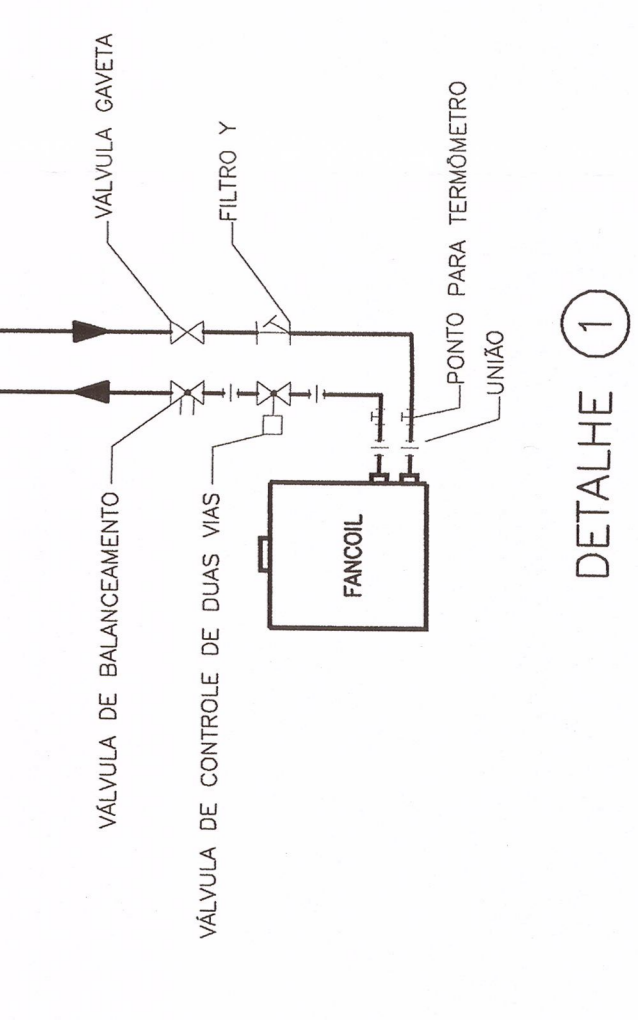 VÁLVULA GAVETA
FILTRO Y
PONTO PARA TERMÔMETRO
UNIÃO
VÁLVULA DE BALANCEAMENTO
VÁLVULA DE CONTROLE DE DUAS VIAS
FANCOIL
DETALHE 1